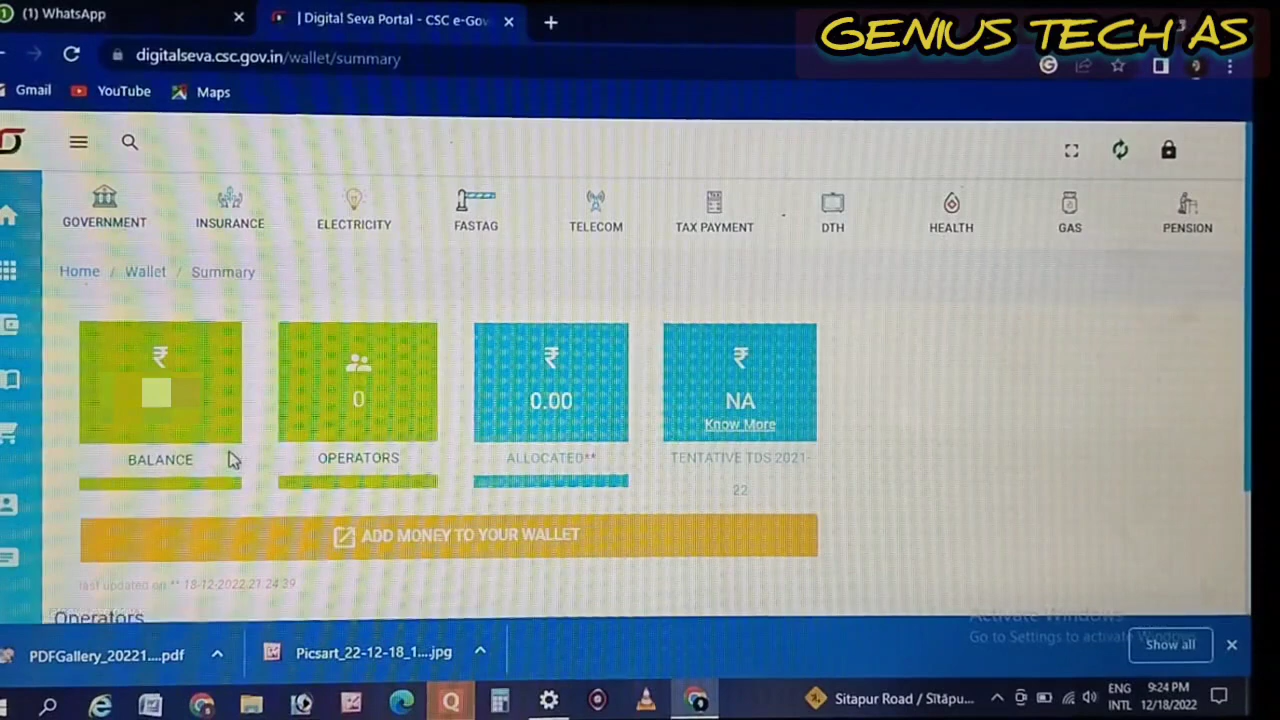 GENIUS TECH AS
(1) WhatsApp
| Digital Seva Portal - CSC e-Gov
digitalseva.csc.gov.in/wallet/summary
Gmail YouTube Maps
GOVERNMENT INSURANCE ELECTRICITY FASTAG TELECOM TAX PAYMENT DTH HEALTH GAS PENSION
Home / Wallet / Summary
₹ ₹ ₹
0 0.00 NA
Know More
BALANCE OPERATORS ALLOCATED** TENTATIVE TDS 2021-
22
ADD MONEY TO YOUR WALLET
last updated on ** 18-12-2022 21:24:39
Operators
Activate Windows
Go to Settings to activate Windows.
PDFGallery_20221....pdf Picsart_22-12-18_1....jpg Show all
Sitapur Road / Sītāpu... ENG 9:24 PM
INTL 12/18/2022